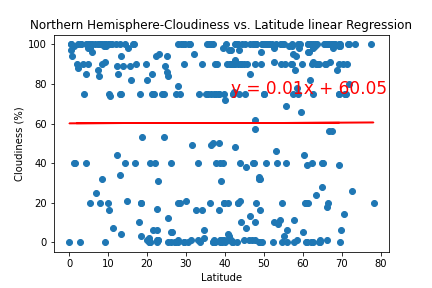 Northern Hemisphere-Cloudiness vs. Latitude linear Regression
100
80
60
40
20
0
Cloudiness (%)
y = 0.01x + 60.05
0 10 20 30 40 50 60 70 80
Latitude